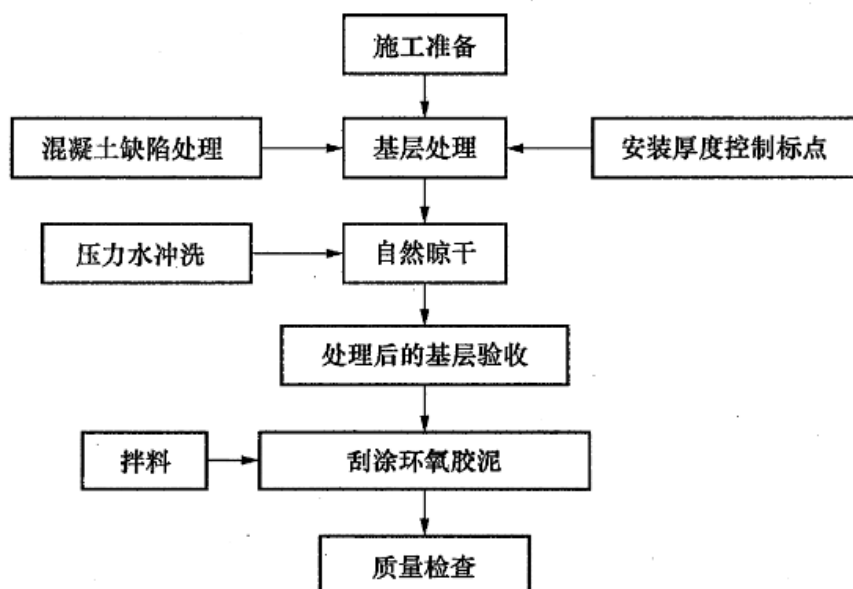 施工准备
混凝土缺陷处理
基层处理
安装厚度控制标点
压力水冲洗
自然晾干
处理后的基层验收
拌料
刮涂环氧胶泥
质量检查